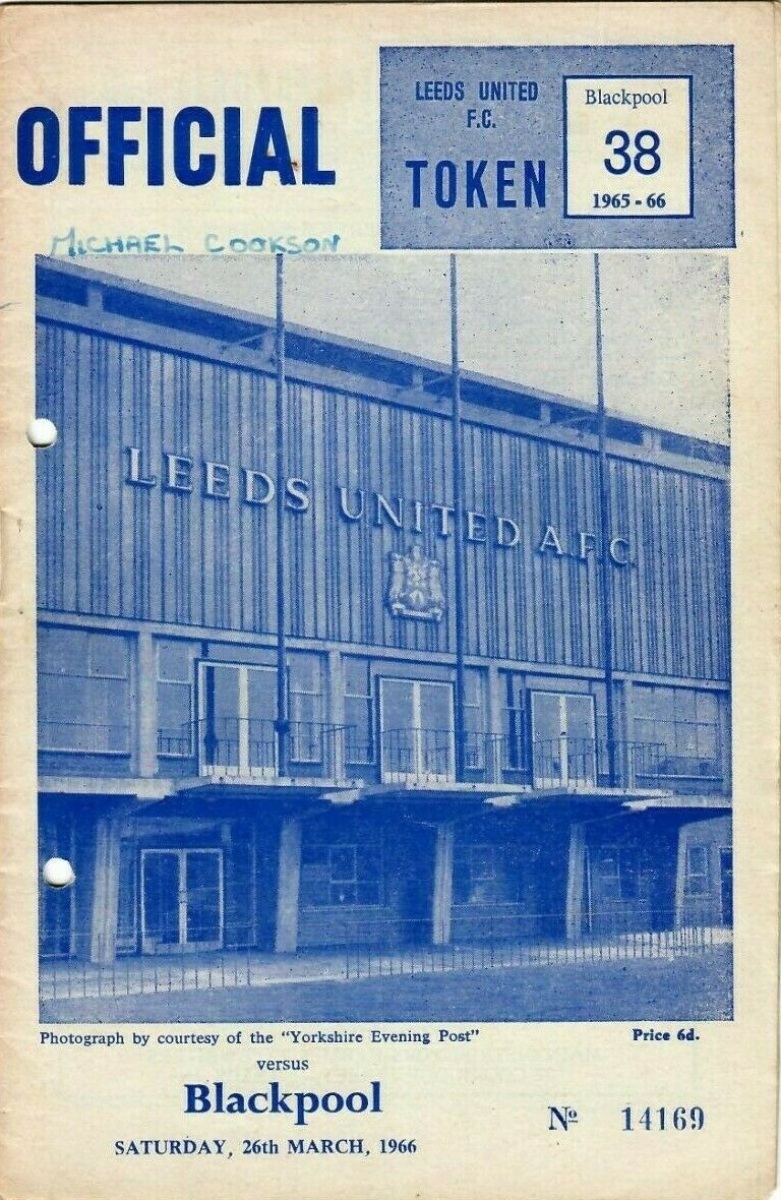 OFFICIAL
LEEDS UNITED
F.C.
TOKEN
Blackpool
38
1965 - 66
MICHAEL COOKSON
LEEDS UNITED A.F.C.
Photograph by courtesy of the "Yorkshire Evening Post"
Price 6d.
versus
Blackpool
SATURDAY, 26th MARCH, 1966
Nº 14169